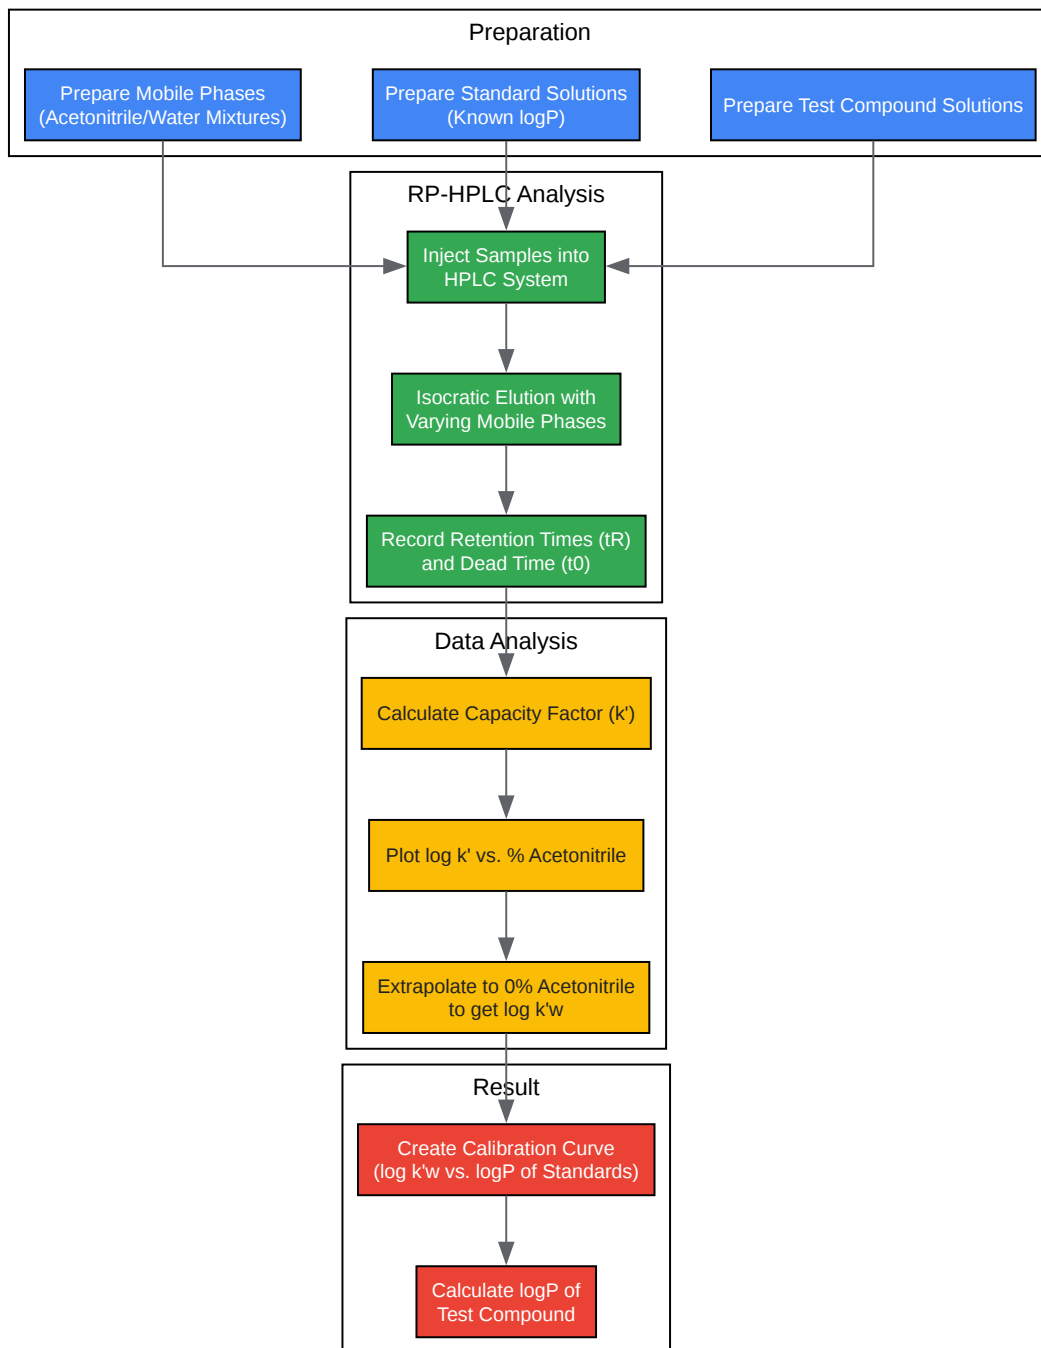 Preparation
Prepare Mobile Phases
(Acetonitrile/Water Mixtures)
Prepare Standard Solutions
(Known logP)
Prepare Test Compound Solutions
RP-HPLC Analysis
Inject Samples into
HPLC System
Isocratic Elution with
Varying Mobile Phases
Record Retention Times (tR)
and Dead Time (t0)
Data Analysis
Calculate Capacity Factor (k')
Plot log k' vs. % Acetonitrile
Extrapolate to 0% Acetonitrile
to get log k'w
Result
Create Calibration Curve
(log k'w vs. logP of Standards)
Calculate logP of
Test Compound